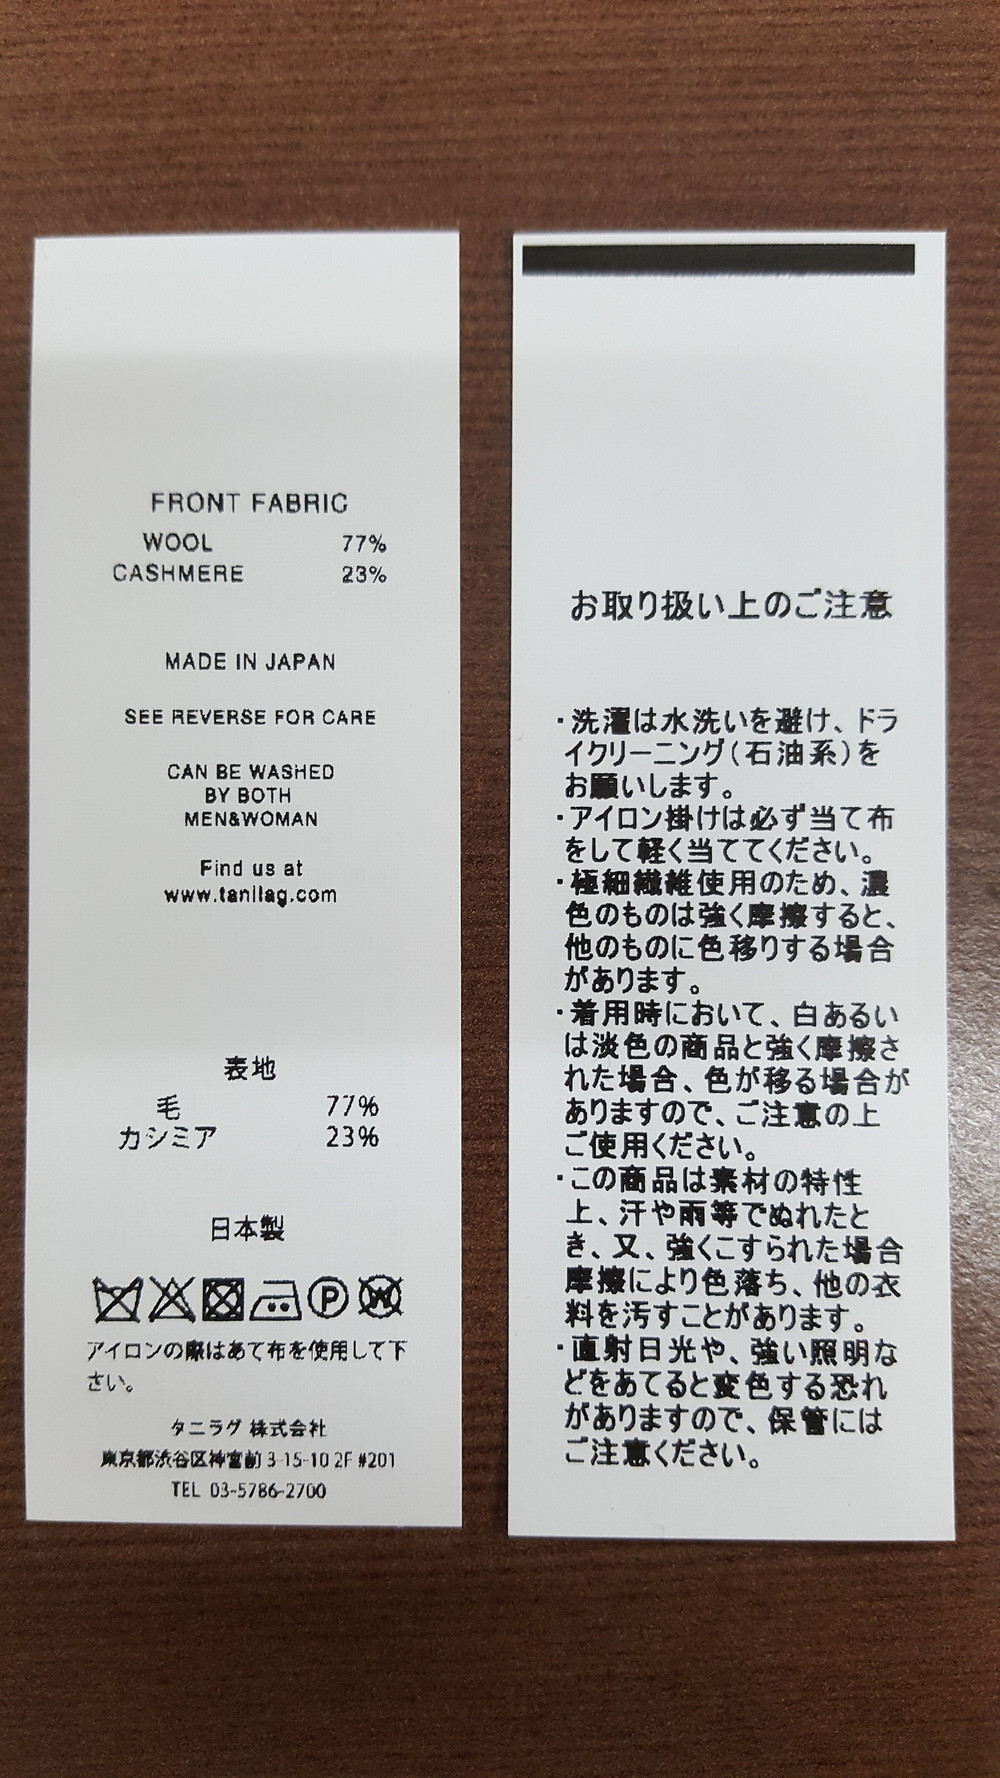 FRONT FABRIC
WOOL 77%
CASHMERE 23%
MADE IN JAPAN
SEE REVERSE FOR CARE
CAN BE WASHED
BY BOTH
MEN&WOMAN
Find us at
www.tanilag.com
表地
毛 77%
カシミア 23%
日本製
P W
アイロンの際はあて布を使用して下
さい。
タニラグ 株式会社
東京都渋谷区神宮前 3-15-10 2F #201
TEL 03-5786-2700
お取り扱い上のご注意
・洗濯は水洗いを避け、ドラ
イクリーニング(石油系)を
お願いします。
・アイロン掛けは必ず当て布
をして軽く当ててください。
・極細繊維使用のため、濃
色のものは強く摩擦すると、
他のものに色移りする場合
があります。
・着用時において、白あるい
は淡色の商品と強く摩擦さ
れた場合、色が移る場合が
ありますので、ご注意の上
ご使用ください。
・この商品は素材の特性
上、汗や雨等でぬれたと
き、又、強くこすられた場合
摩擦により色落ち、他の衣
料を汚すことがあります。
・直射日光や、強い照明な
どをあてると変色する恐れ
がありますので、保管には
ご注意ください。